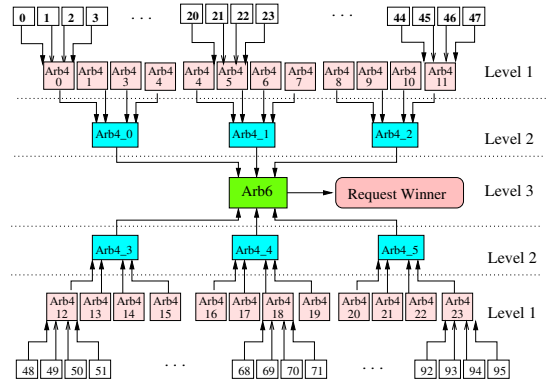 0 1 2 3 . . . 20 21 22 23 . . . 44 45 46 47
Arb4 Arb4 Arb4 Arb4 Arb4 Arb4 Arb4 Arb4 Arb4 Arb4 Arb4 Arb4
0 1 3 4 4 5 6 7 8 9 10 11
Level 1
Arb4_0 Arb4_1 Arb4_2
Level 2
Arb6 Request Winner Level 3
Arb4_3 Arb4_4 Arb4_5
Level 2
Arb4 Arb4 Arb4 Arb4 Arb4 Arb4 Arb4 Arb4 Arb4 Arb4 Arb4 Arb4
12 13 14 15 16 17 18 19 20 21 22 23
Level 1
48 49 50 51 . . . 68 69 70 71 . . . 92 93 94 95